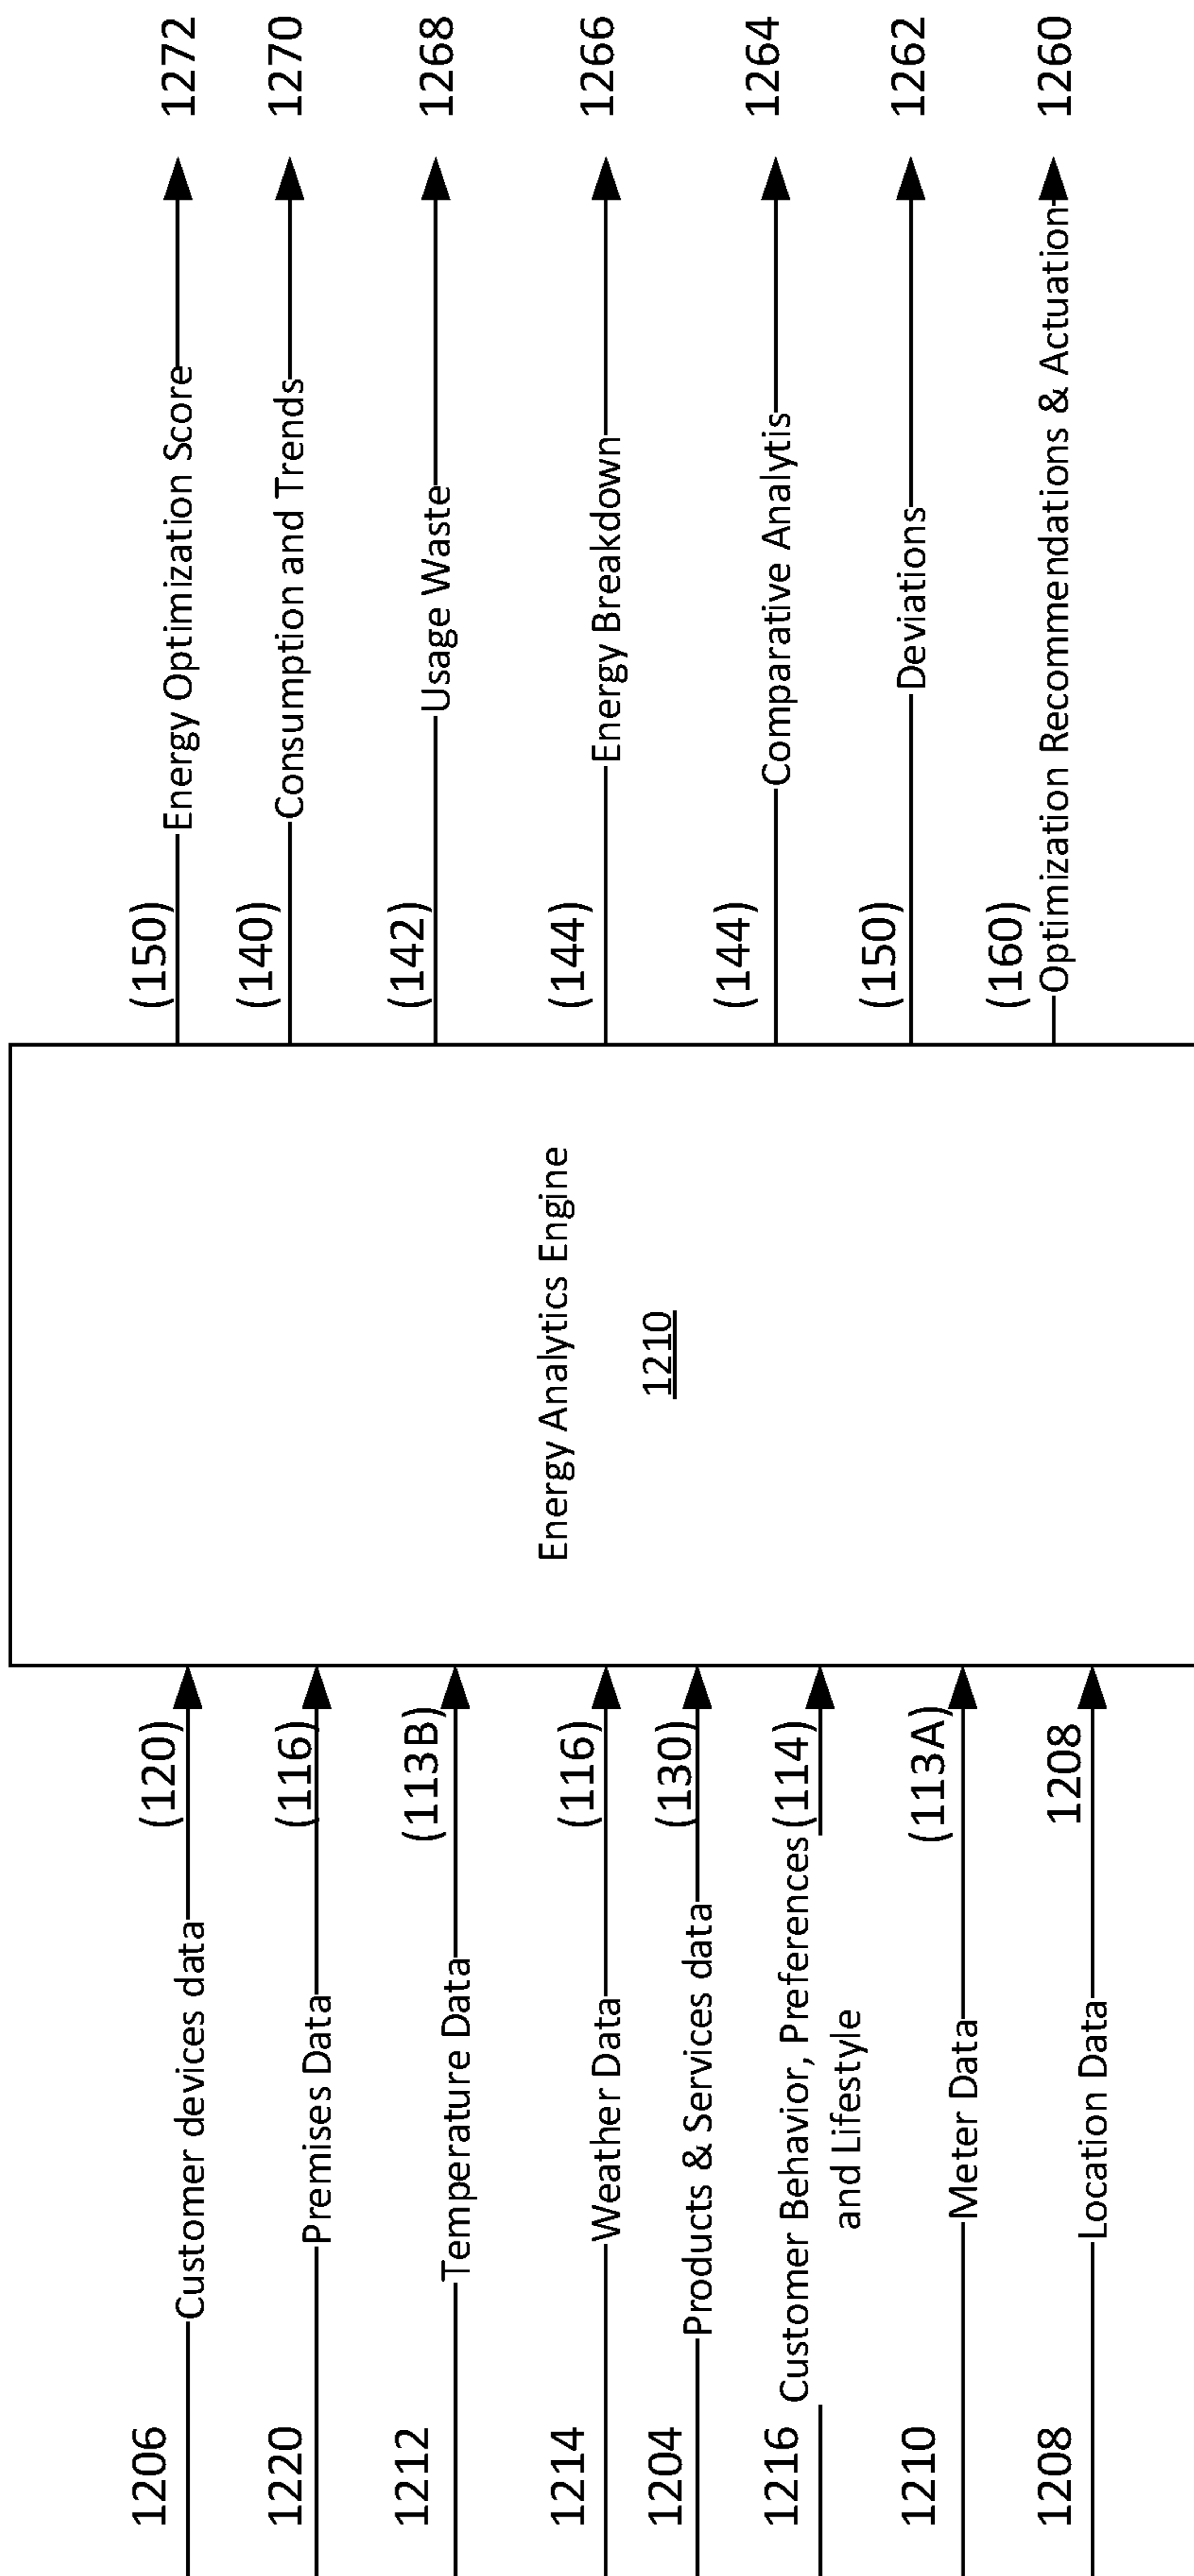 1206
Customer devices data
(120)
1220
Premises Data
(116)
1212
Temperature Data
(113B)
1214
Weather Data
(116)
1204
Products & Services data
(130)
1216
Customer Behavior, Preferences
and Lifestyle
(114)
1210
Meter Data
(113A)
1208
Location Data
1208
Energy Analytics Engine
1210
(150)
Energy Optimization Score
1272
(140)
Consumption and Trends
1270
(142)
Usage Waste
1268
(144)
Energy Breakdown
1266
(144)
Comparative Analytis
1264
(150)
Deviations
1262
(160)
Optimization Recommendations & Actuation
1260